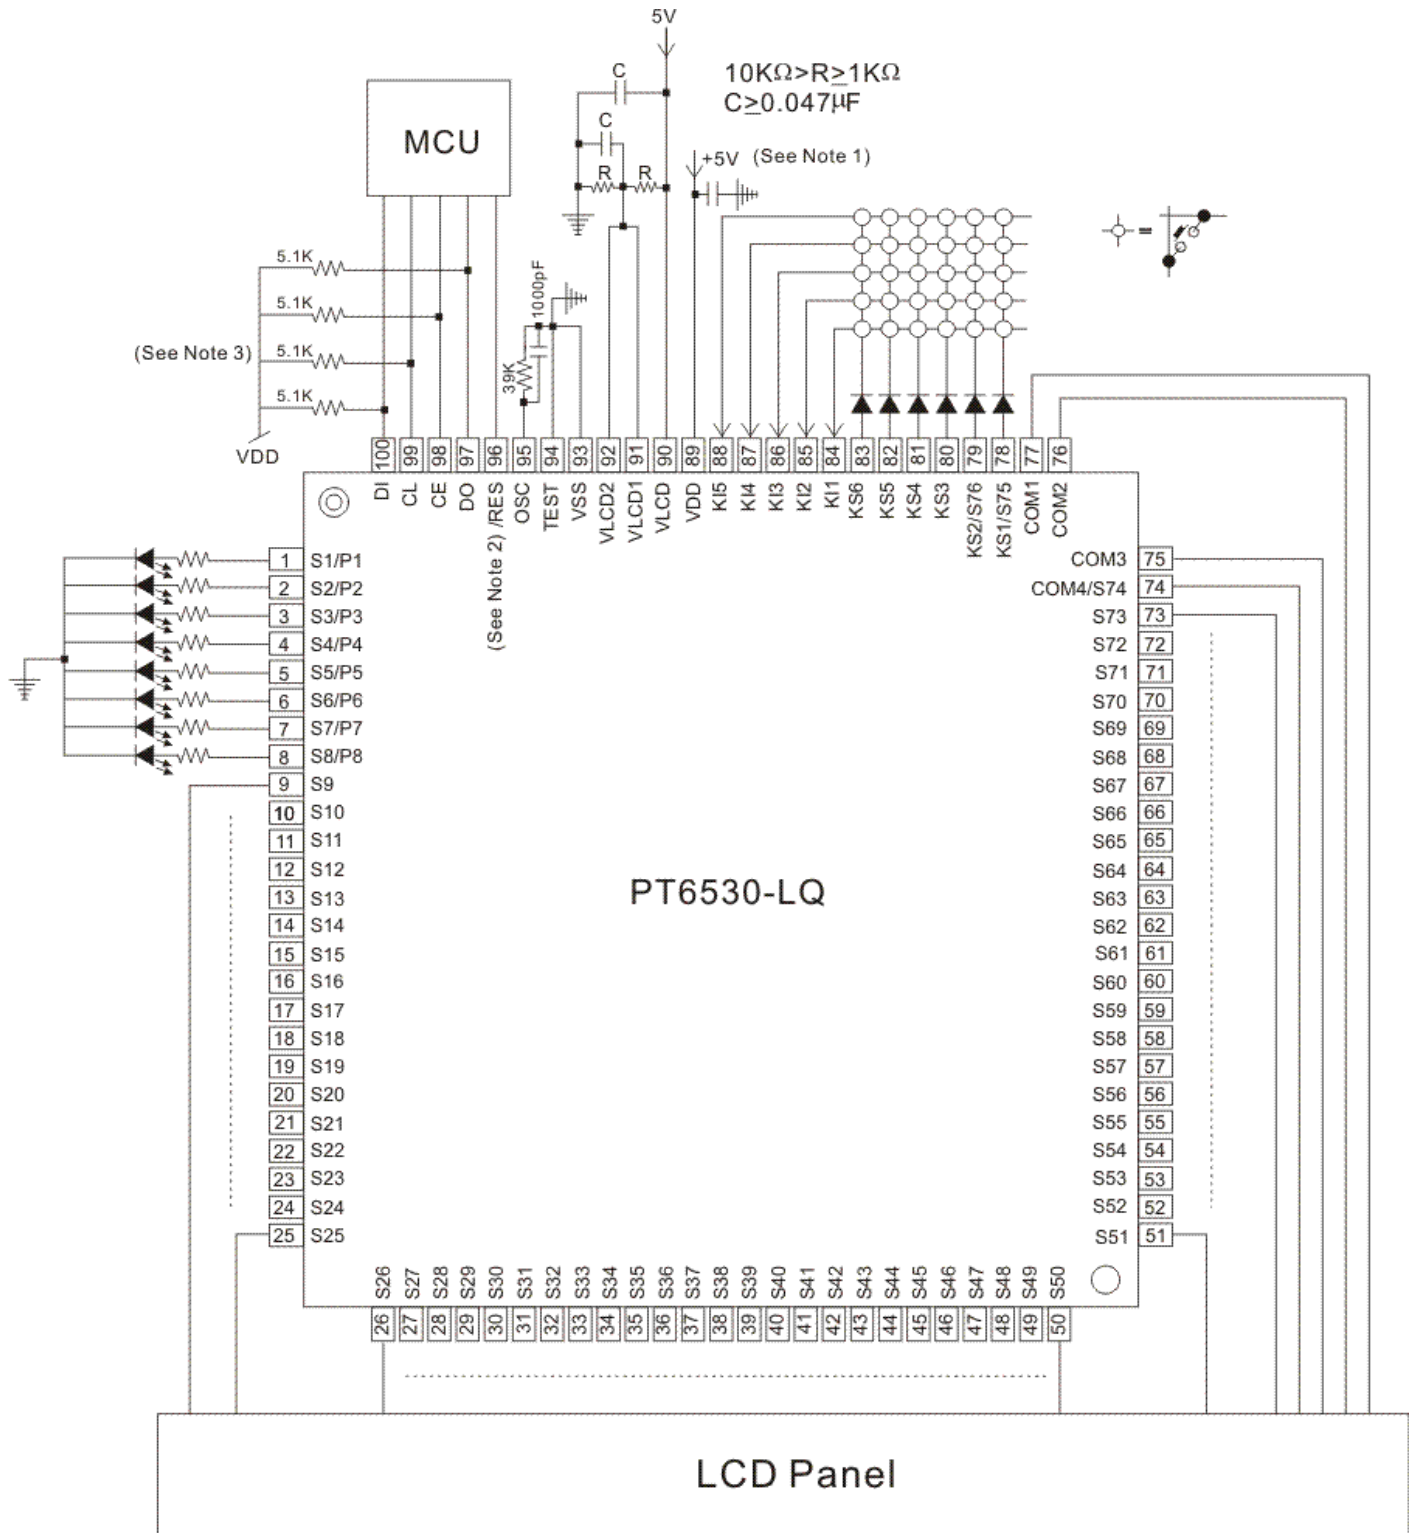 5V
C
10KΩ>R≥1KΩ
C≥0.047μF
MCU
C
+5V (See Note 1)
R R
=
5.1K
1000pF
5.1K
(See Note 3)
5.1K
39K
5.1K
VDD
100 99 98 97 96 95 94 93 92 91 90 89 88 87 86 85 84 83 82 81 80 79 78 77 76
DI
CL
CE
DO
(See Note 2) /RES
OSC
TEST
VSS
VLCD2
VLCD1
VLCD
VDD
KI5
KI4
KI3
KI2
KI1
KS6
KS5
KS4
KS3
KS2/S76
KS1/S75
COM1
COM2
1 S1/P1
2 S2/P2
3 S3/P3
4 S4/P4
5 S5/P5
6 S6/P6
7 S7/P7
8 S8/P8
9 S9
10 S10
11 S11
12 S12
13 S13
14 S14
15 S15
16 S16
17 S17
18 S18
19 S19
20 S20
21 S21
22 S22
23 S23
24 S24
25 S25
PT6530-LQ
COM3 75
COM4/S74 74
S73 73
S72 72
S71 71
S70 70
S69 69
S68 68
S67 67
S66 66
S65 65
S64 64
S63 63
S62 62
S61 61
S60 60
S59 59
S58 58
S57 57
S56 56
S55 55
S54 54
S53 53
S52 52
S51 51
S26 S27 S28 S29 S30 S31 S32 S33 S34 S35 S36 S37 S38 S39 S40 S41 S42 S43 S44 S45 S46 S47 S48 S49 S50
26 27 28 29 30 31 32 33 34 35 36 37 38 39 40 41 42 43 44 45 46 47 48 49 50
LCD Panel